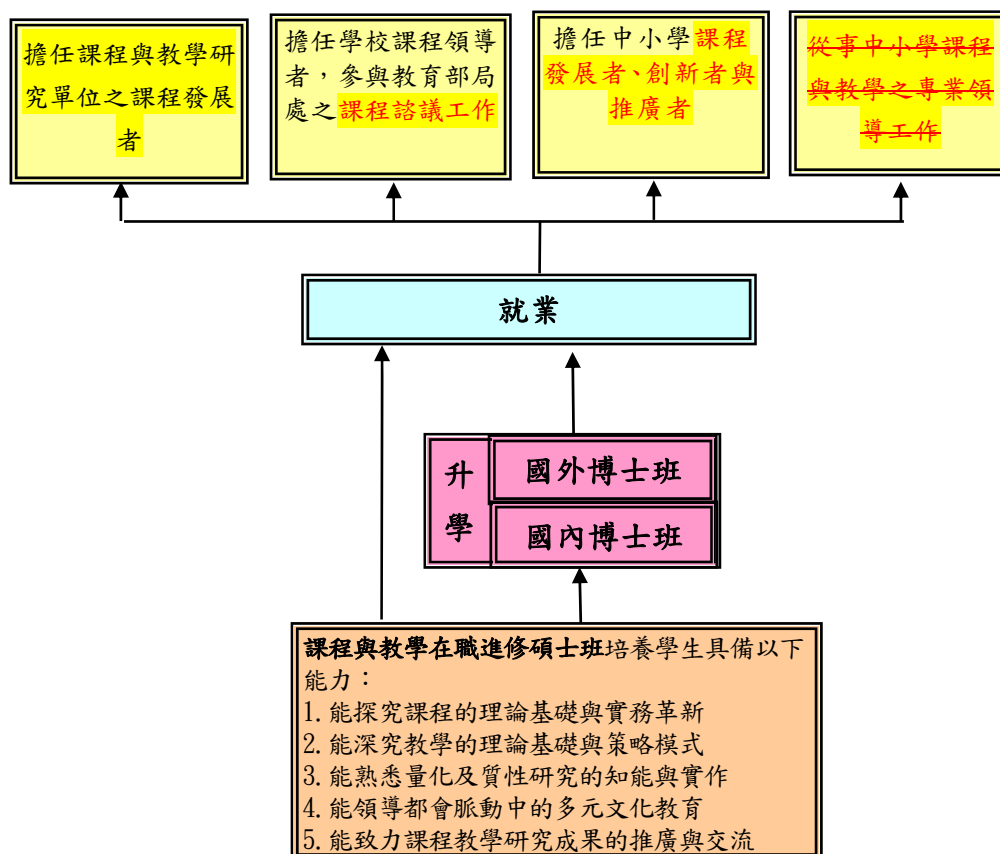 擔任課程與教學研
究單位之課程發展
者
擔任學校課程領導
者，參與教育部局
處之課程諮議工作
擔任中小學課程
發展者、創新者與
推廣者
從事中小學課程
與教學之專業領
導工作
就業
升
學
國外博士班
國內博士班
課程與教學在職進修碩士班培養學生具備以下
能力：
1. 能探究課程的理論基礎與實務革新
2. 能深究教學的理論基礎與策略模式
3. 能熟悉量化及質性研究的知能與實作
4. 能領導都會脈動中的多元文化教育
5. 能致力課程教學研究成果的推廣與交流